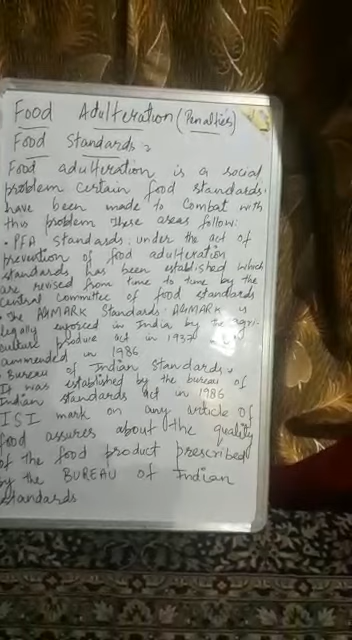 Food Adulteration (Penalties)
Food Standards :
Food adulteration is a social
problem certain food standards.
have been made to combat with
this problem these areas follow:
• PFA standards: under the act of
prevention of food adulteration
standards has been established which
are revised from time to time by the
central committee of food standards
• The AGMARK Standards: AGMARK is
legally enforced in India by the Agri-
culture produce act in 1937
ammended in 1986
• Bureau of Indian Standards:
It was established by the bureau of
Indian standards act in 1986
ISI mark on any article of
food assures about the quality
of the food product prescribed
by the BUREAU of Indian
standards